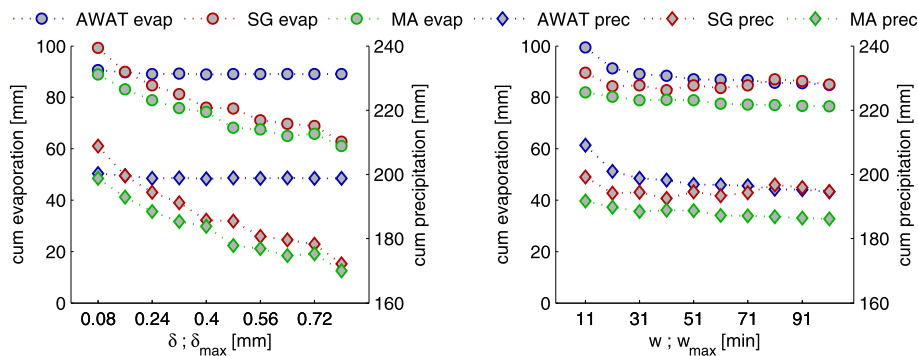 AWAT evap SG evap MA evap AWAT prec SG prec MA prec
100 240 100 240
80 220 80 220
60 200 60 200
40 180 40 180
20 160 20 160
0 0
cum evaporation [mm]
cum precipitation [mm]
cum evaporation [mm]
cum precipitation [mm]
0.08 0.24 0.4 0.56 0.72 11 31 51 71 91
δ ; δmax [mm] w ; wmax [min]